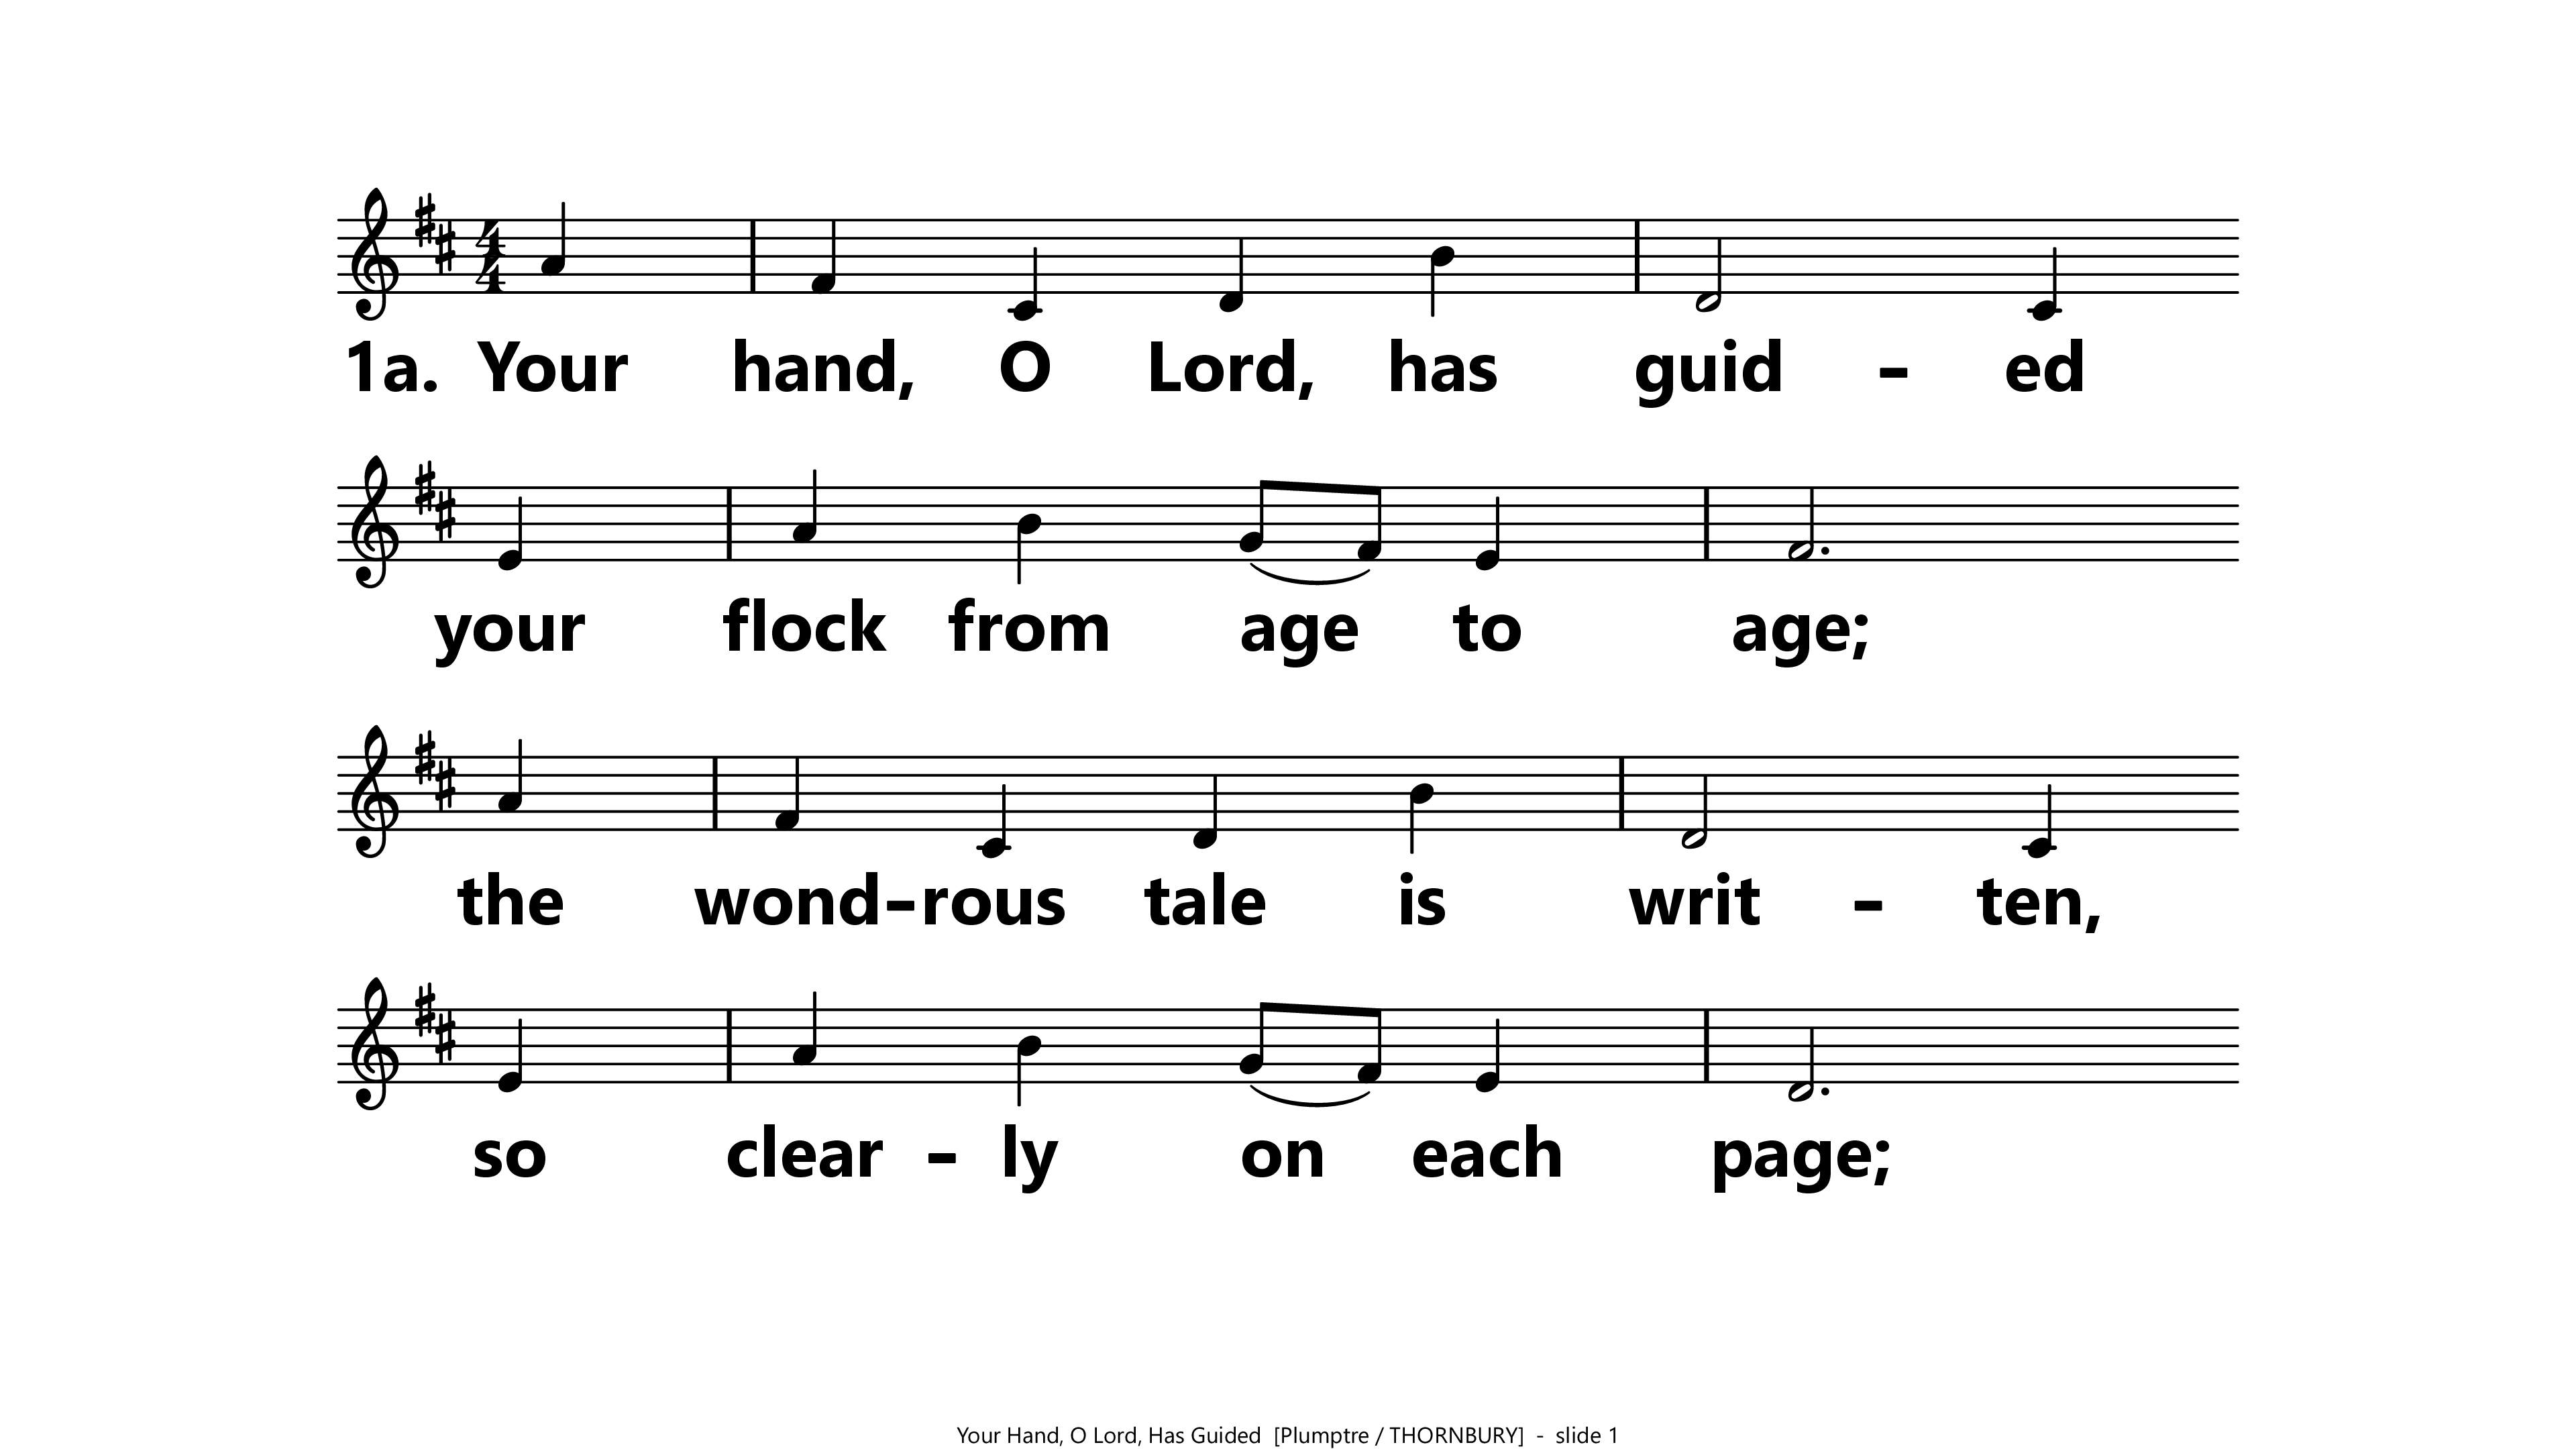 1a. Your hand, O Lord, has guid - ed
your flock from age to age;
the wond-rous tale is writ - ten,
so clear - ly on each page;
Your Hand, O Lord, Has Guided [Plumptre / THORNBURY] - slide 1